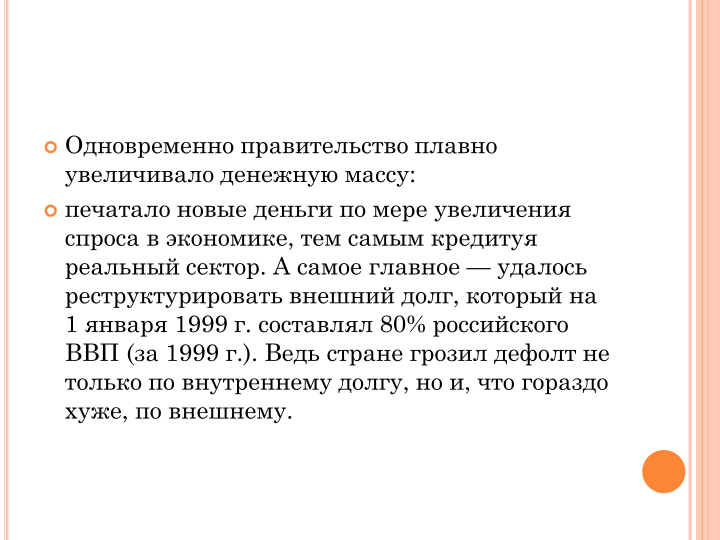 Одновременно правительство плавно
увеличивало денежную массу:
печатало новые деньги по мере увеличения
спроса в экономике, тем самым кредитуя
реальный сектор. А самое главное — удалось
реструктурировать внешний долг, который на
1 января 1999 г. составлял 80% российского
ВВП (за 1999 г.). Ведь стране грозил дефолт не
только по внутреннему долгу, но и, что гораздо
хуже, по внешнему.